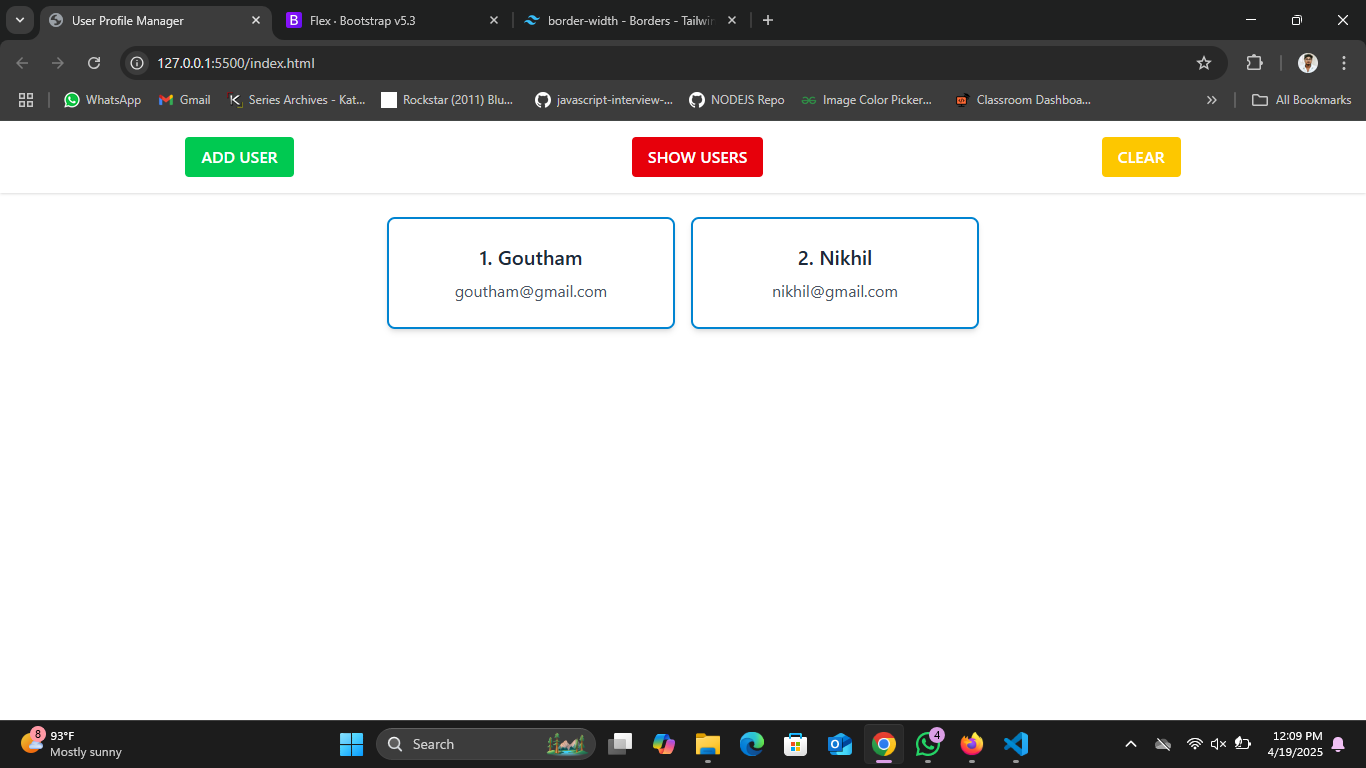 User Profile Manager
B Flex · Bootstrap v5.3
border-width - Borders - Tailwin
127.0.0.1:5500/index.html
WhatsApp
Gmail
Series Archives - Kat...
Rockstar (2011) Blu...
javascript-interview-...
NODEJS Repo
Image Color Picker...
Classroom Dashboa...
All Bookmarks
ADD USER
SHOW USERS
CLEAR
1. Goutham
goutham@gmail.com
2. Nikhil
nikhil@gmail.com
8
93°F
Mostly sunny
Search
4
12:09 PM
4/19/2025